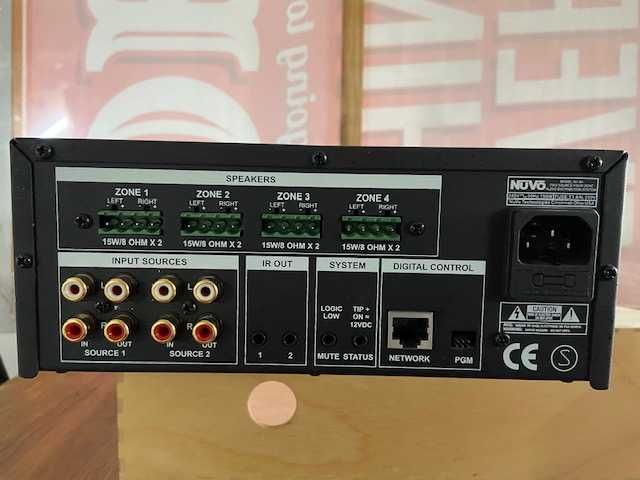 going to
SPEAKERS
ZONE 1
LEFT RIGHT
15W/8 OHM X 2
ZONE 2
LEFT RIGHT
15W/8 OHM X 2
ZONE 3
LEFT RIGHT
15W/8 OHM X 2
ZONE 4
LEFT RIGHT
15W/8 OHM X 2
NUVO
INPUT SOURCES
L
R R
IN OUT IN OUT
SOURCE 1 SOURCE 2
IR OUT
1 2
SYSTEM
LOGIC
LOW
TIP +
ON =
12VDC
MUTE STATUS
DIGITAL CONTROL
NETWORK PGM
CAUTION
CE S